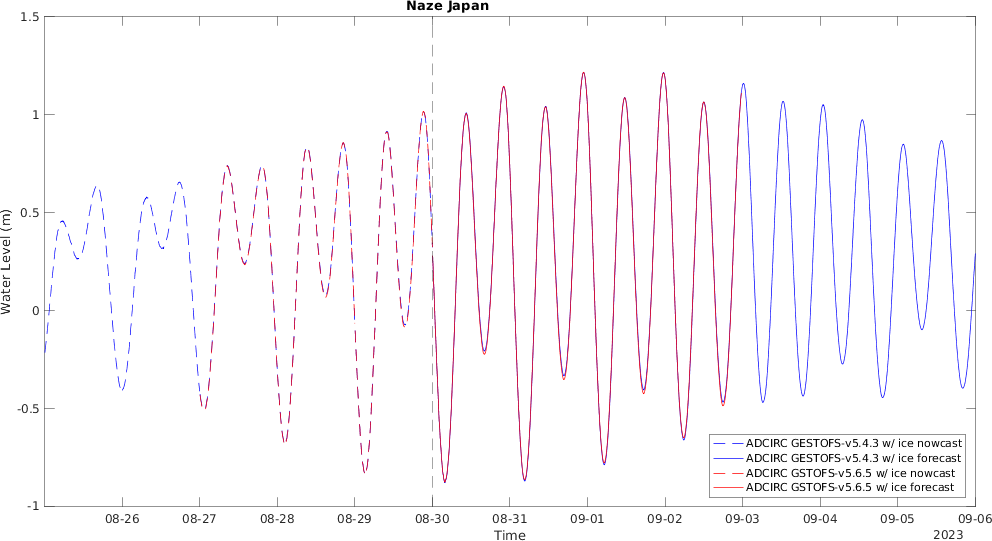 Naze Japan
1.5
1
0.5
0
-0.5
-1
Water Level (m)
08-26 08-27 08-28 08-29 08-30 08-31 09-01 09-02 09-03 09-04 09-05 09-06
Time
2023
ADCIRC GESTOFS-v5.4.3 w/ ice nowcast
ADCIRC GESTOFS-v5.4.3 w/ ice forecast
ADCIRC GSTOFS-v5.6.5 w/ ice nowcast
ADCIRC GSTOFS-v5.6.5 w/ ice forecast